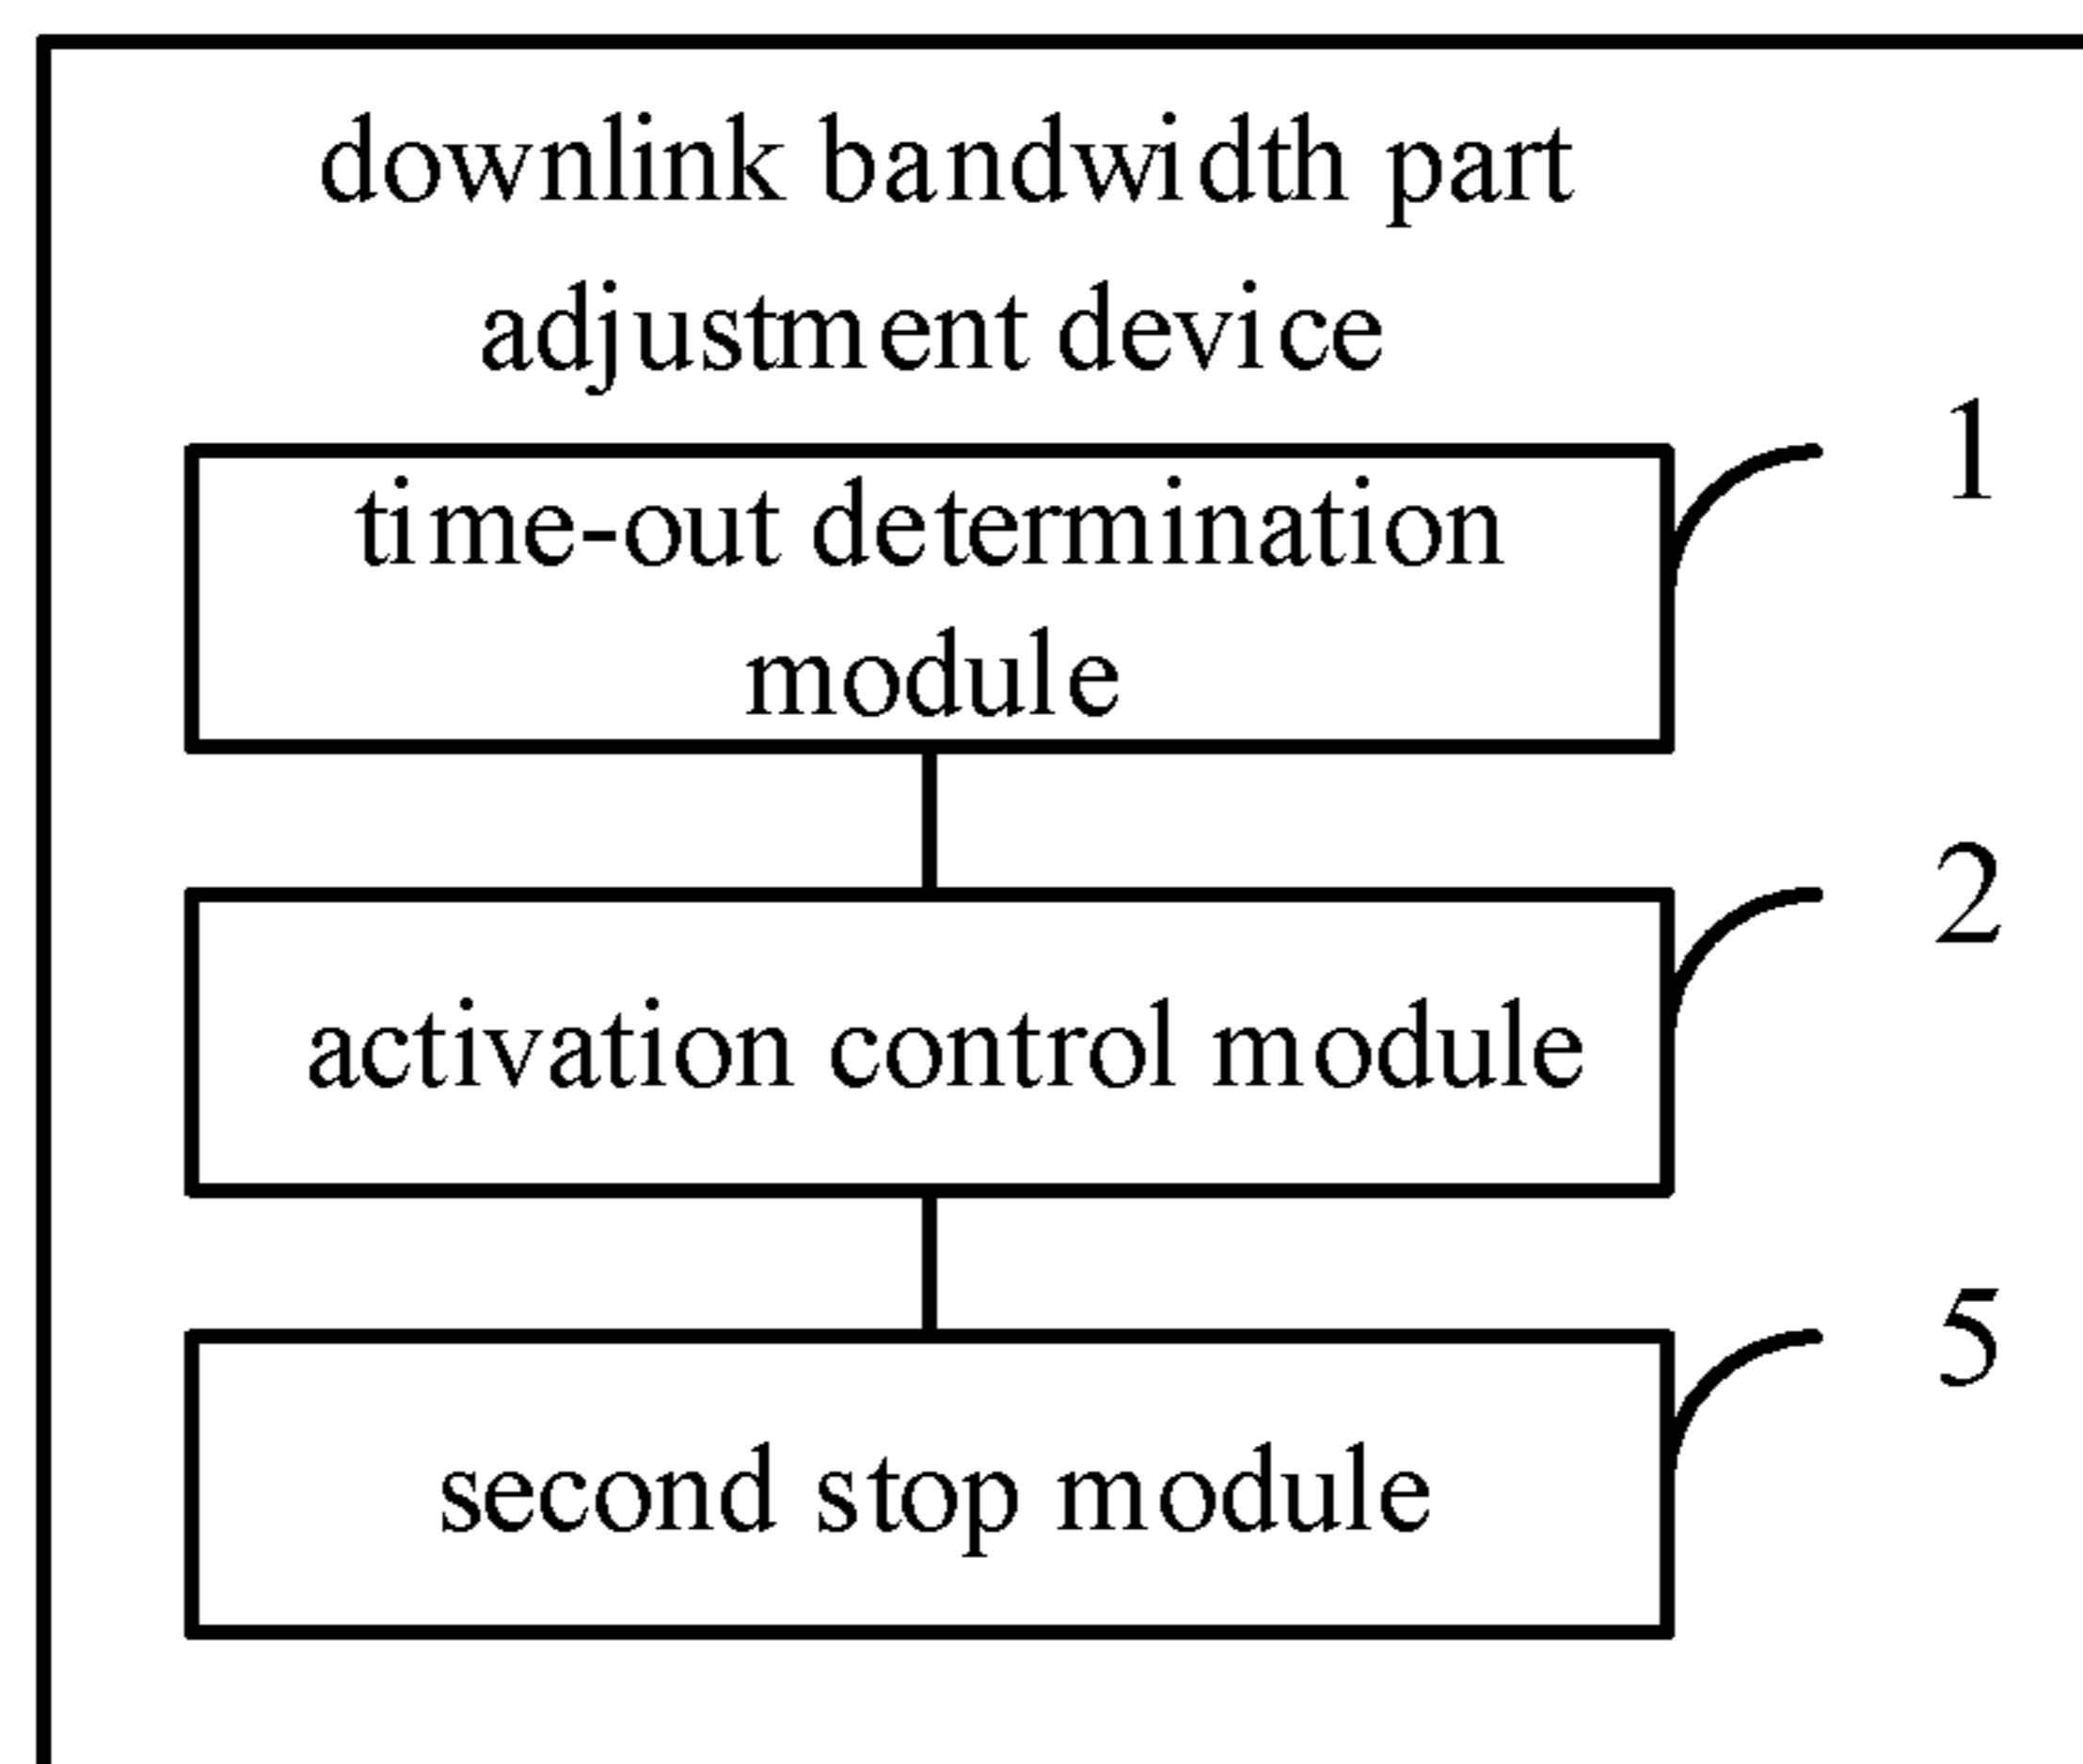 downlink bandwidth part
adjustment device
1
time-out determination
module
2
activation control module
5
second stop module